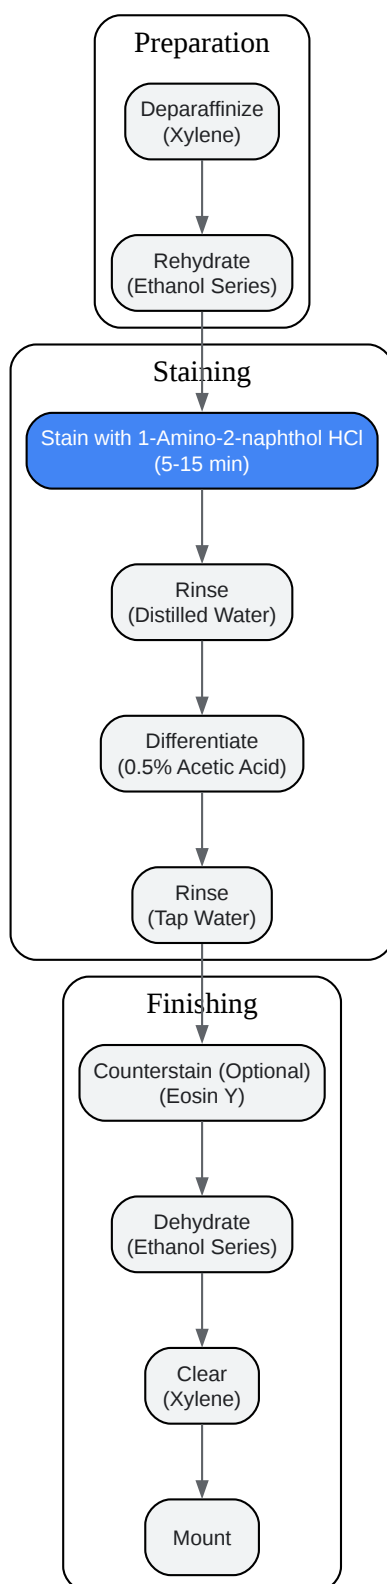 Preparation
Deparaffinize
(Xylene)
Rehydrate
(Ethanol Series)
Staining
Stain with 1-Amino-2-naphthol HCl
(5-15 min)
Rinse
(Distilled Water)
Differentiate
(0.5% Acetic Acid)
Rinse
(Tap Water)
Finishing
Counterstain (Optional)
(Eosin Y)
Dehydrate
(Ethanol Series)
Clear
(Xylene)
Mount